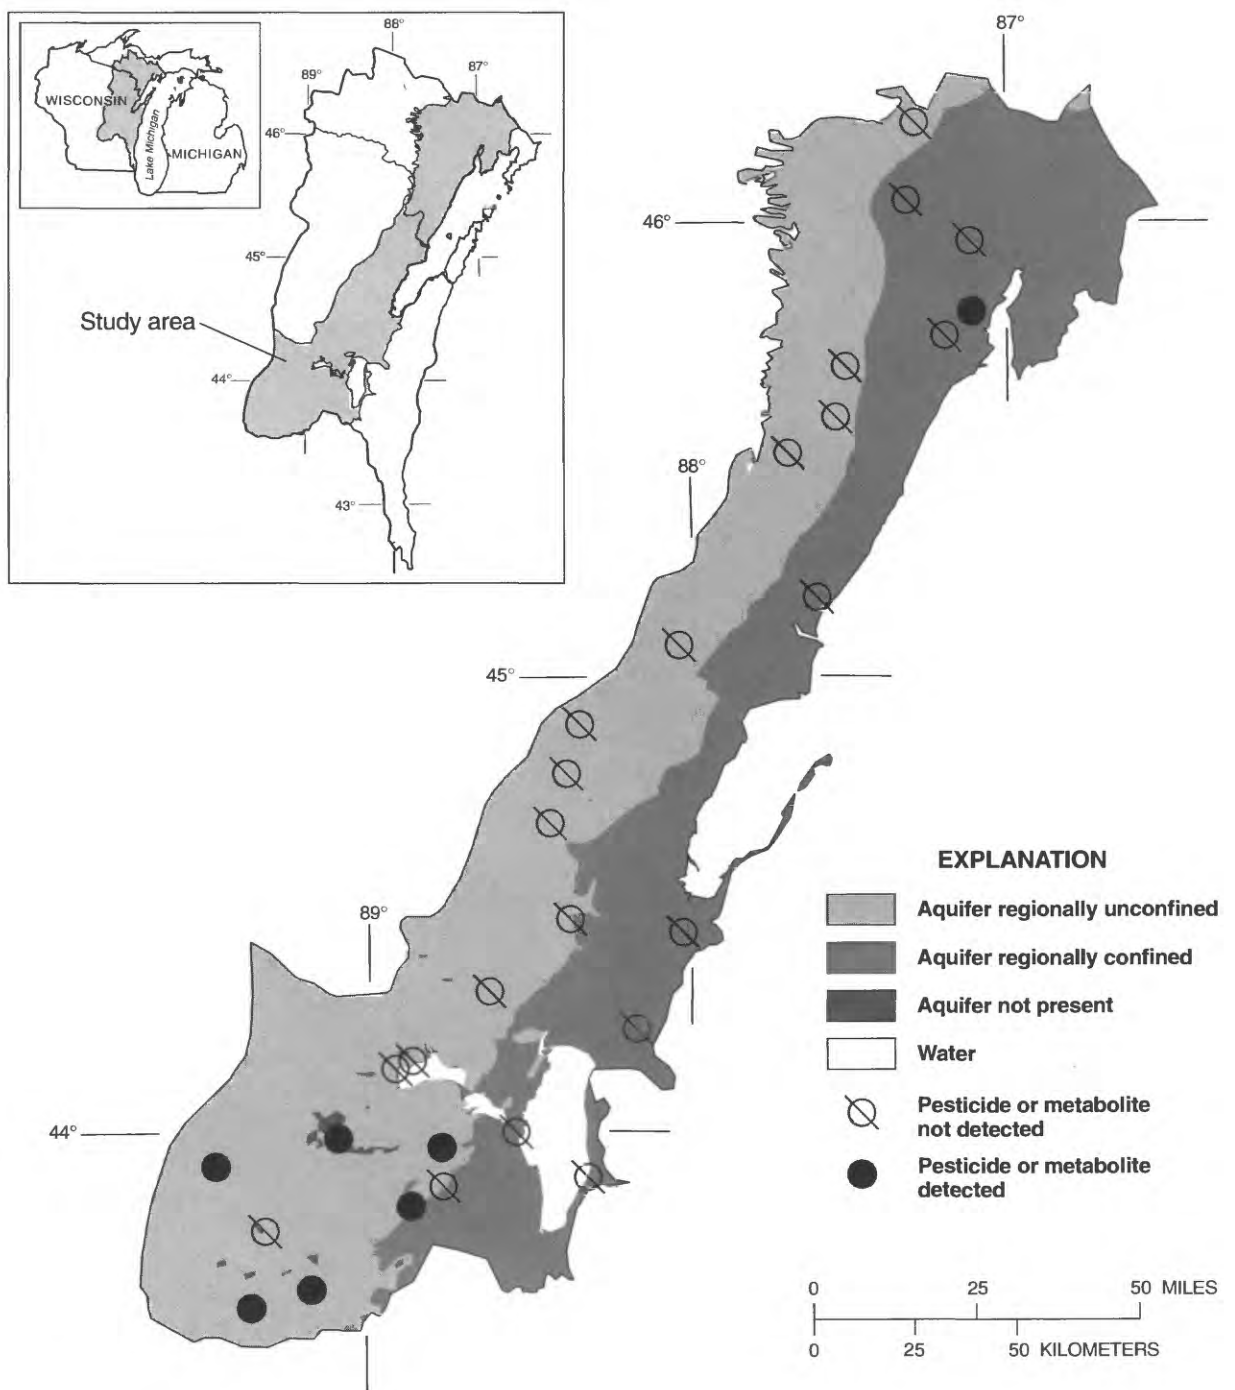 88°
87°
89°
WISCONSIN
Lake Michigan
MICHIGAN
46°
45°
Study area
44°
43°
87°
46°
88°
45°
89°
44°
EXPLANATION
Aquifer regionally unconfined
Aquifer regionally confined
Aquifer not present
Water
Pesticide or metabolite
not detected
Pesticide or metabolite
detected
0 25 50 MILES
0 25 50 KILOMETERS